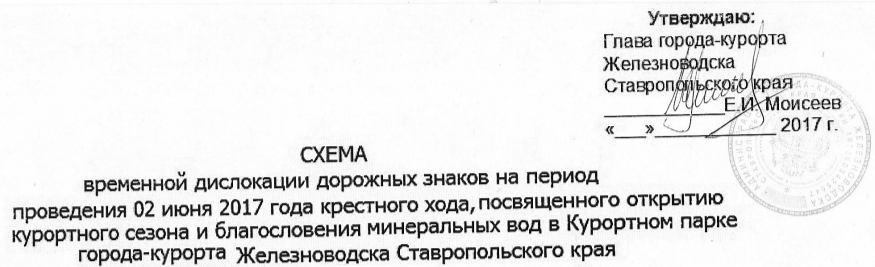 Утверждаю:
Глава города-курорта
Железноводска
Ставропольского края
______________Е.И. Моисеев
«___»______________ 2017 г.
СХЕМА
временной дислокации дорожных знаков на период
проведения 02 июня 2017 года крестного хода, посвященного открытию
курортного сезона и благословения минеральных вод в Курортном парке
города-курорта Железноводска Ставропольского края